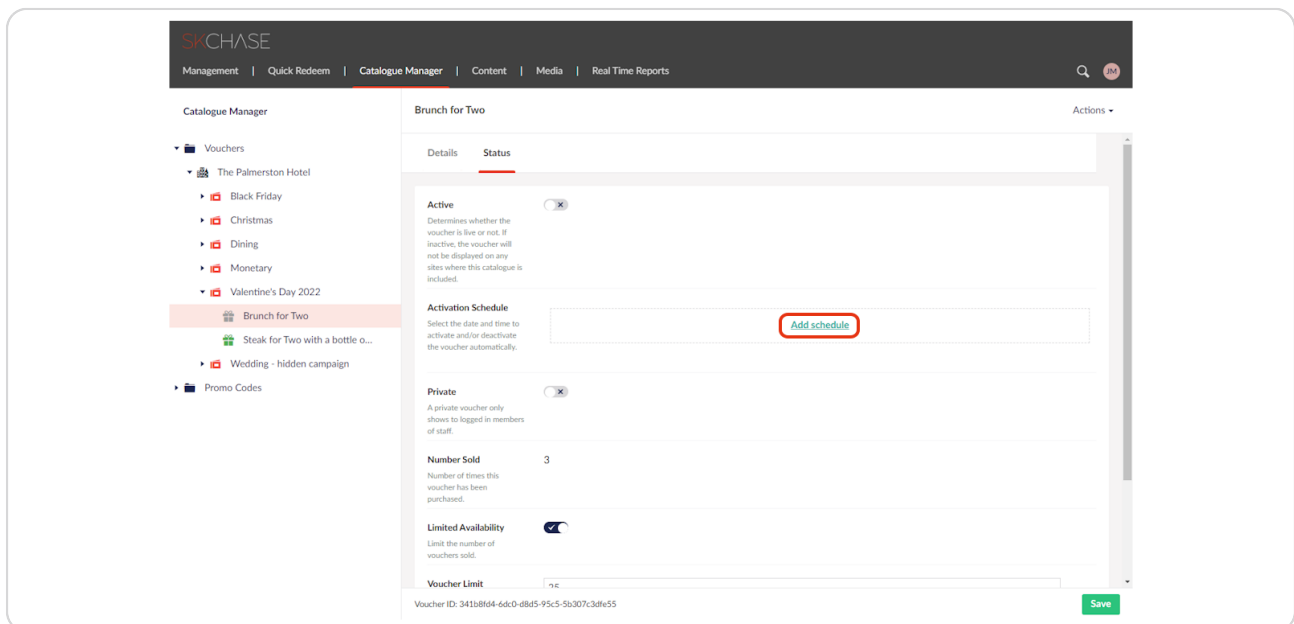 SKCHASE
Management | Quick Redeem | Catalogue Manager | Content | Media | Real Time Reports
JM
Catalogue Manager
Vouchers
The Palmerston Hotel
Black Friday
Christmas
Dining
Monetary
Valentine's Day 2022
Brunch for Two
Steak for Two with a bottle o...
Wedding - hidden campaign
Promo Codes
Brunch for Two
Actions
Details
Status
Active
Determines whether the
voucher is live or not. If
inactive, the voucher will
not be displayed on any
sites where this catalogue is
included.
Activation Schedule
Select the date and time to
activate and/or deactivate
the voucher automatically.
Add schedule
Private
A private voucher only
shows to logged in members
of staff.
Number Sold
3
Number of times this
voucher has been
purchased.
Limited Availability
Limit the number of
vouchers sold.
Voucher Limit
25
Voucher ID: 341b8fd4-6dc0-d8d5-95c5-5b307c3dfe55
Save